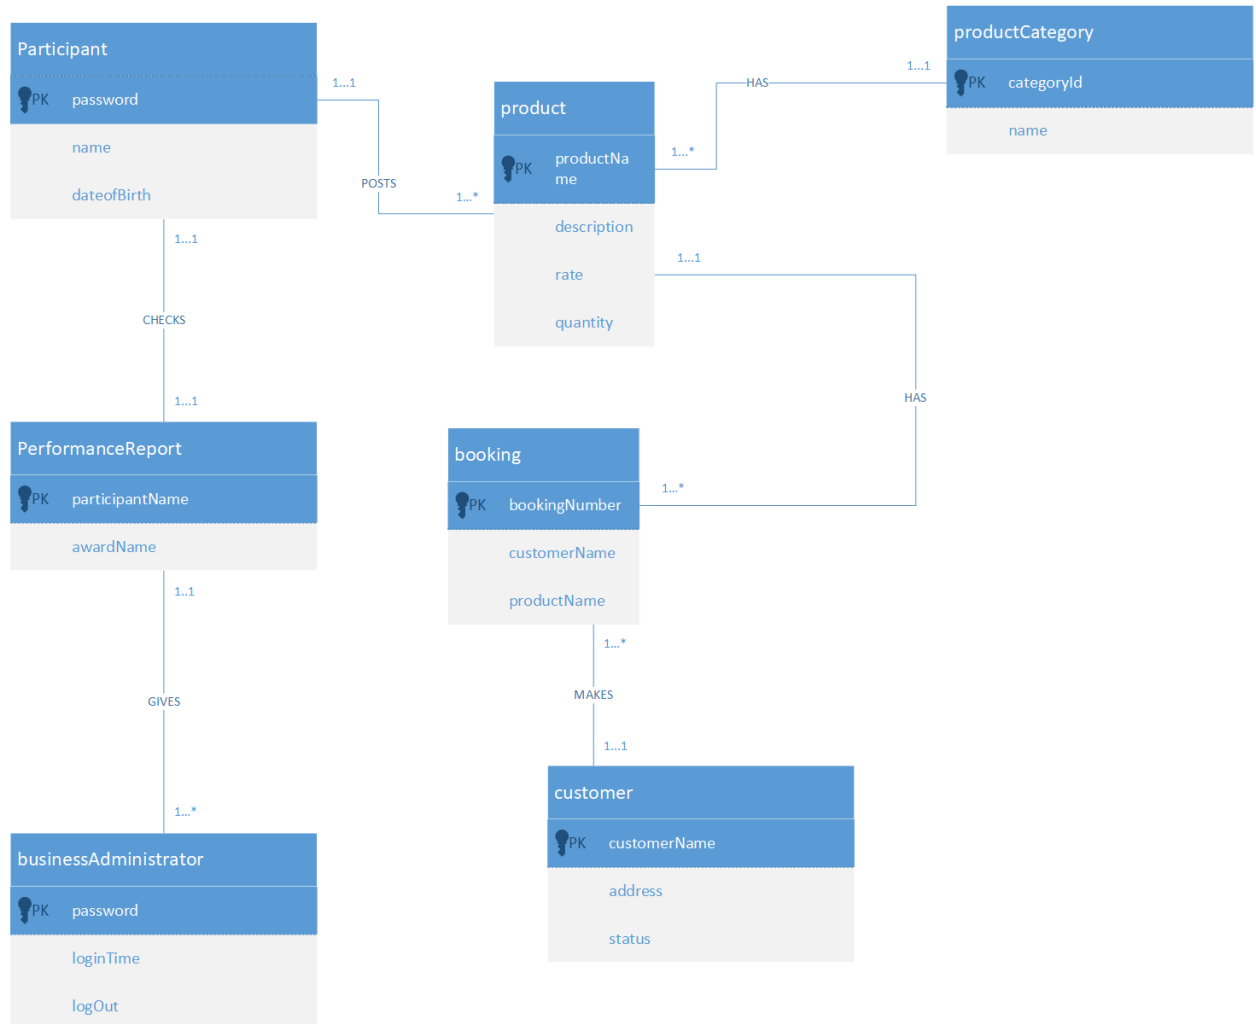 Participant
PK password
name
dateofBirth
1...1
POSTS
1...*
product
PK productNa
me
description
rate
quantity
1...*
HAS
1...1
productCategory
PK categoryId
name
1...1
HAS
1...*
1...1
CHECKS
1...1
PerformanceReport
PK participantName
awardName
1..1
GIVES
1...*
businessAdministrator
PK password
loginTime
logOut
booking
PK bookingNumber
customerName
productName
1...*
MAKES
1...1
customer
PK customerName
address
status